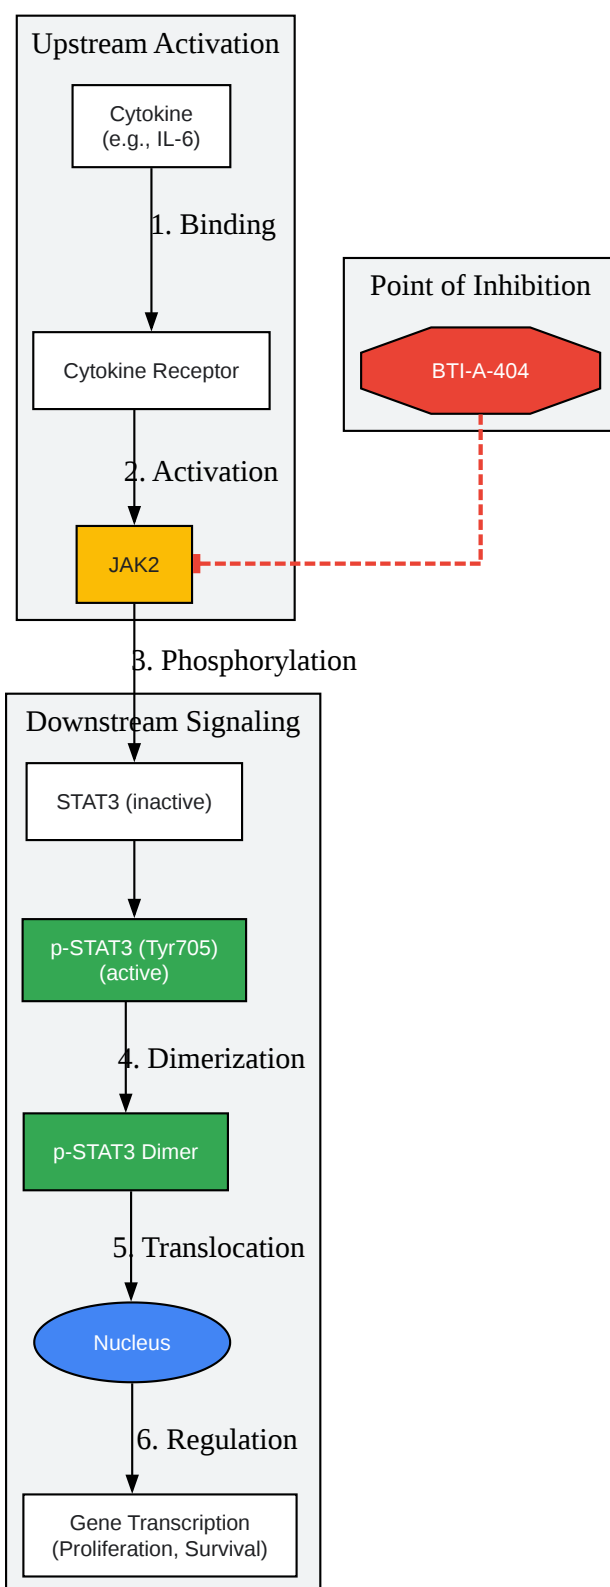 Upstream Activation
Cytokine
(e.g., IL-6)
1. Binding
Point of Inhibition
Cytokine Receptor
BTI-A-404
2. Activation
JAK2
3. Phosphorylation
Downstream Signaling
STAT3 (inactive)
p-STAT3 (Tyr705)
(active)
4. Dimerization
p-STAT3 Dimer
5. Translocation
Nucleus
6. Regulation
Gene Transcription
(Proliferation, Survival)